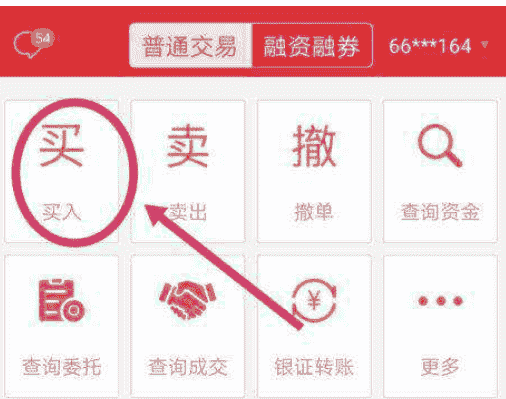 54
普通交易 融资融券 66***164
买 卖 撤
买入 卖出 撤单 查询资金
¥
查询委托 查询成交 银证转账 更多